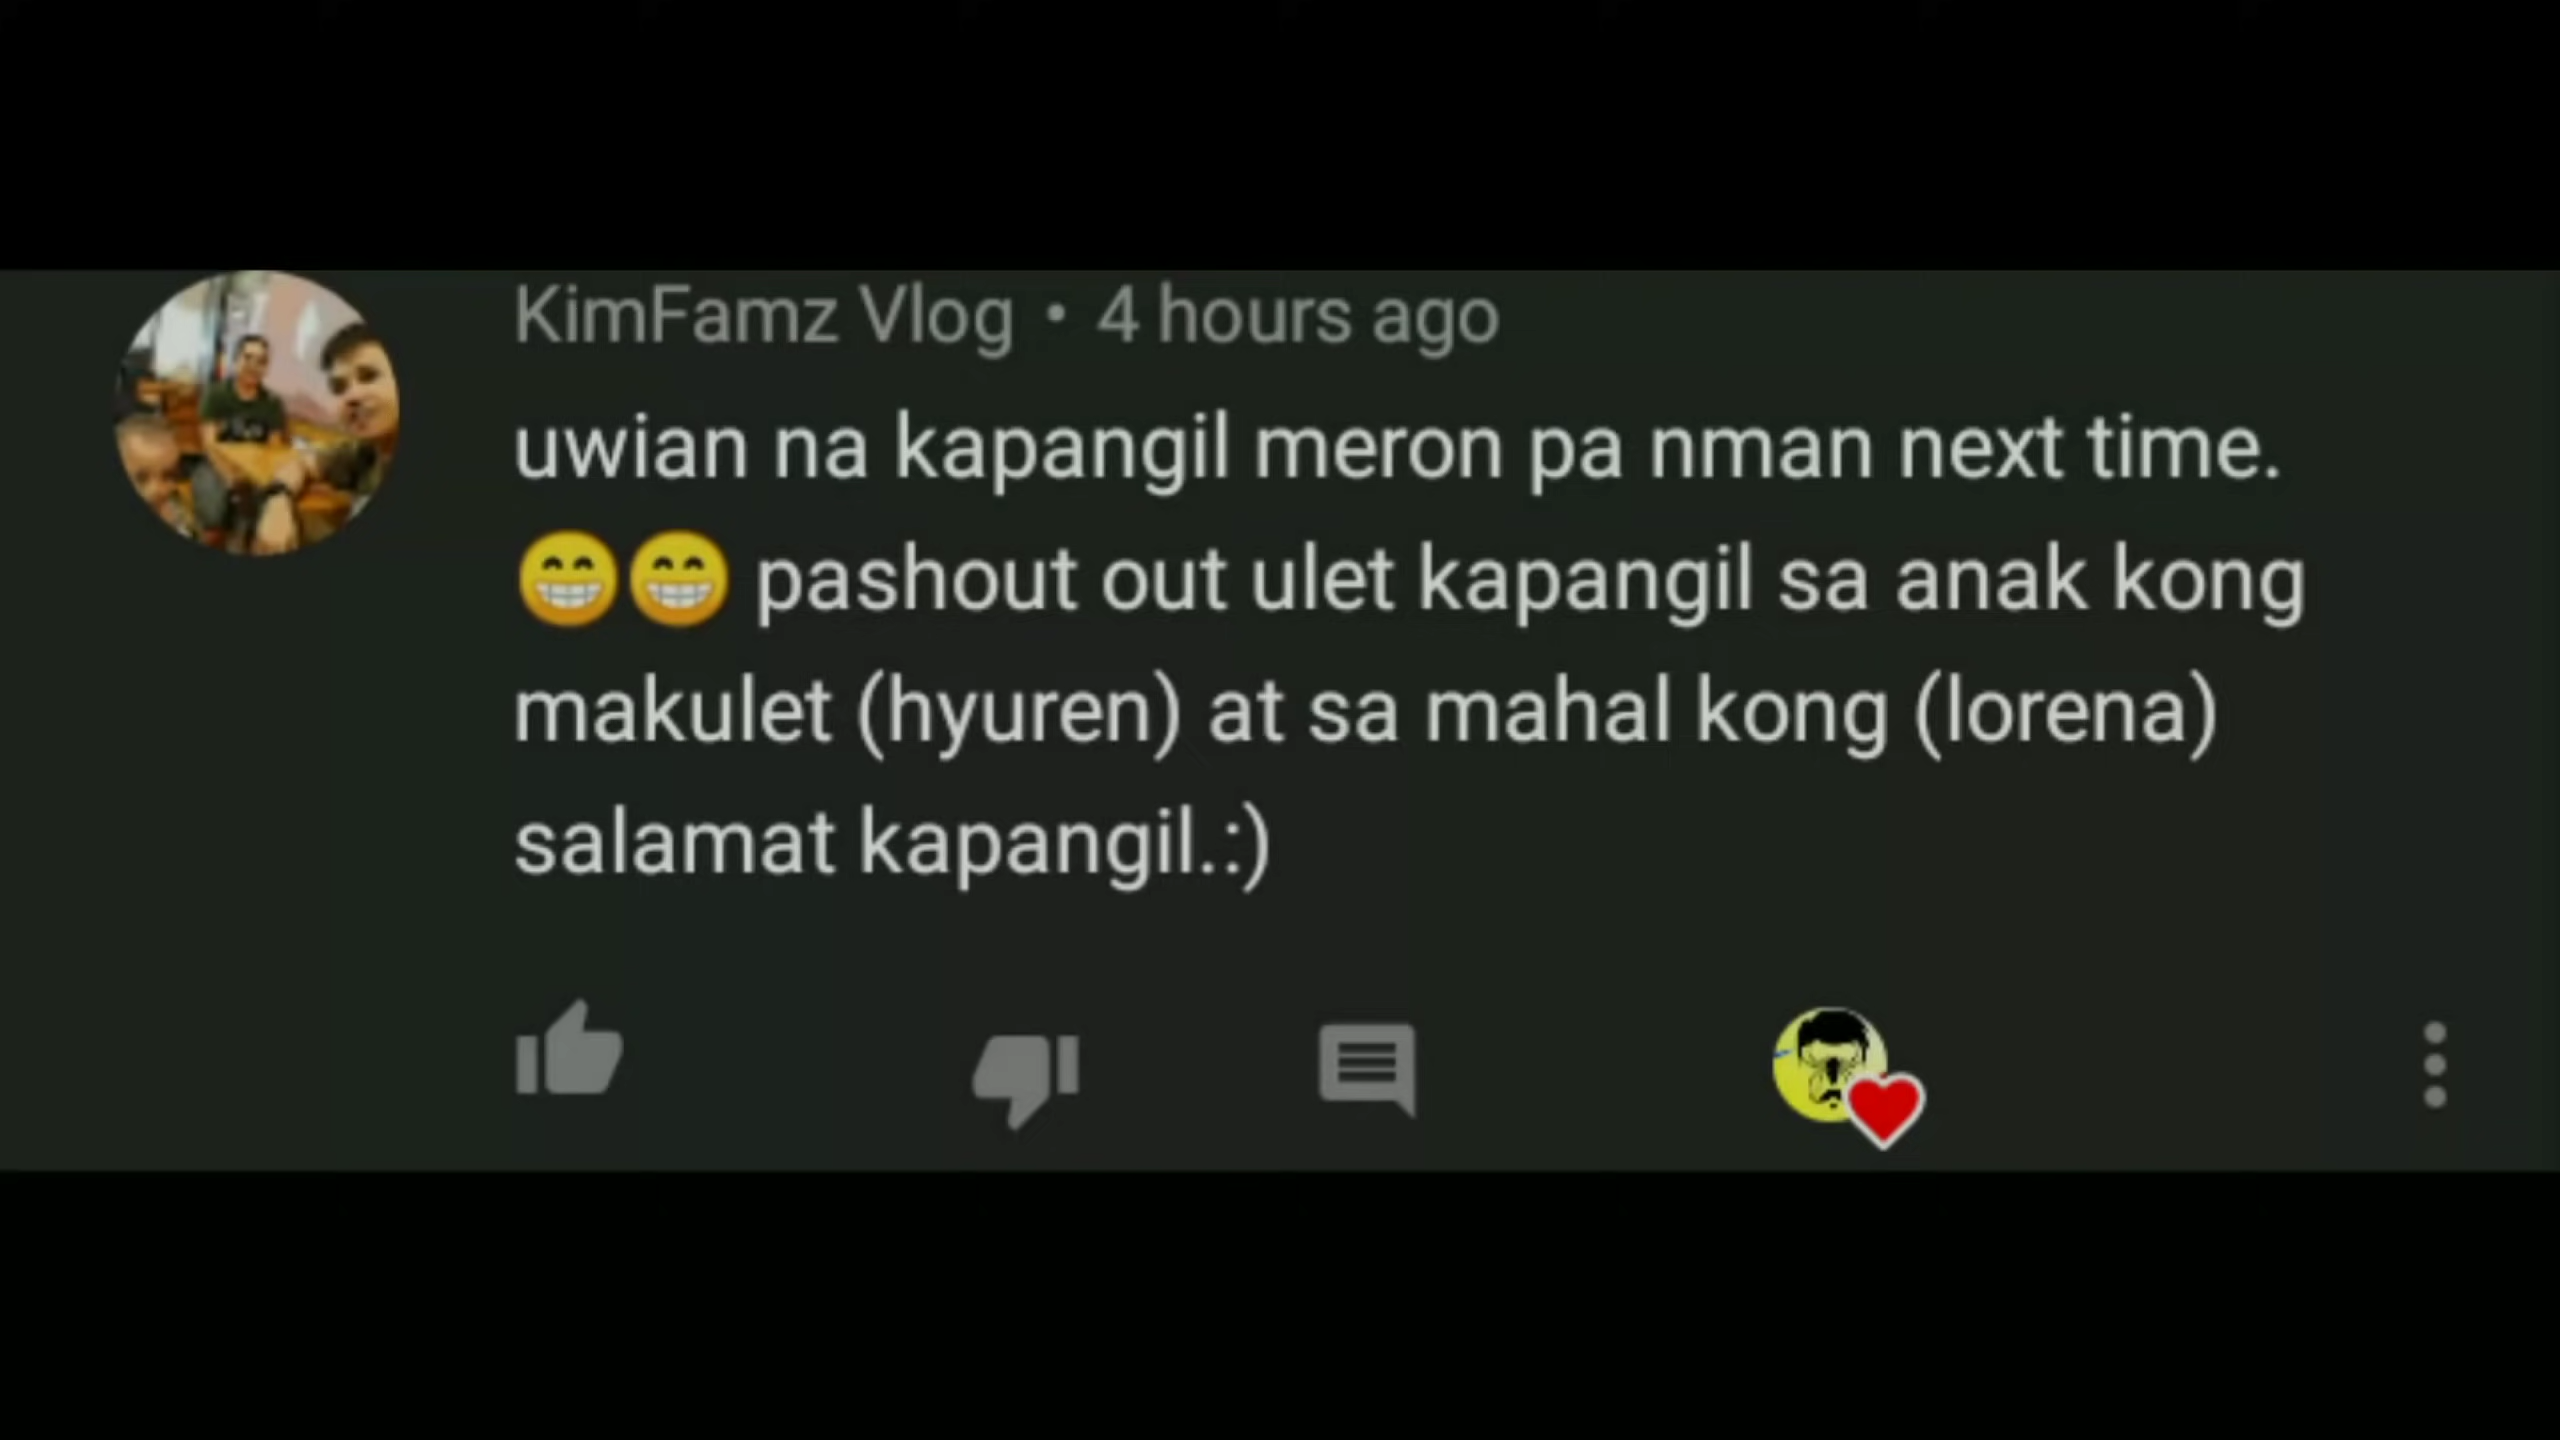 KimFamz Vlog • 4 hours ago
uwian na kapangil meron pa nman next time.
😁😁 pashout out ulet kapangil sa anak kong
makulet (hyuren) at sa mahal kong (lorena)
salamat kapangil.:)